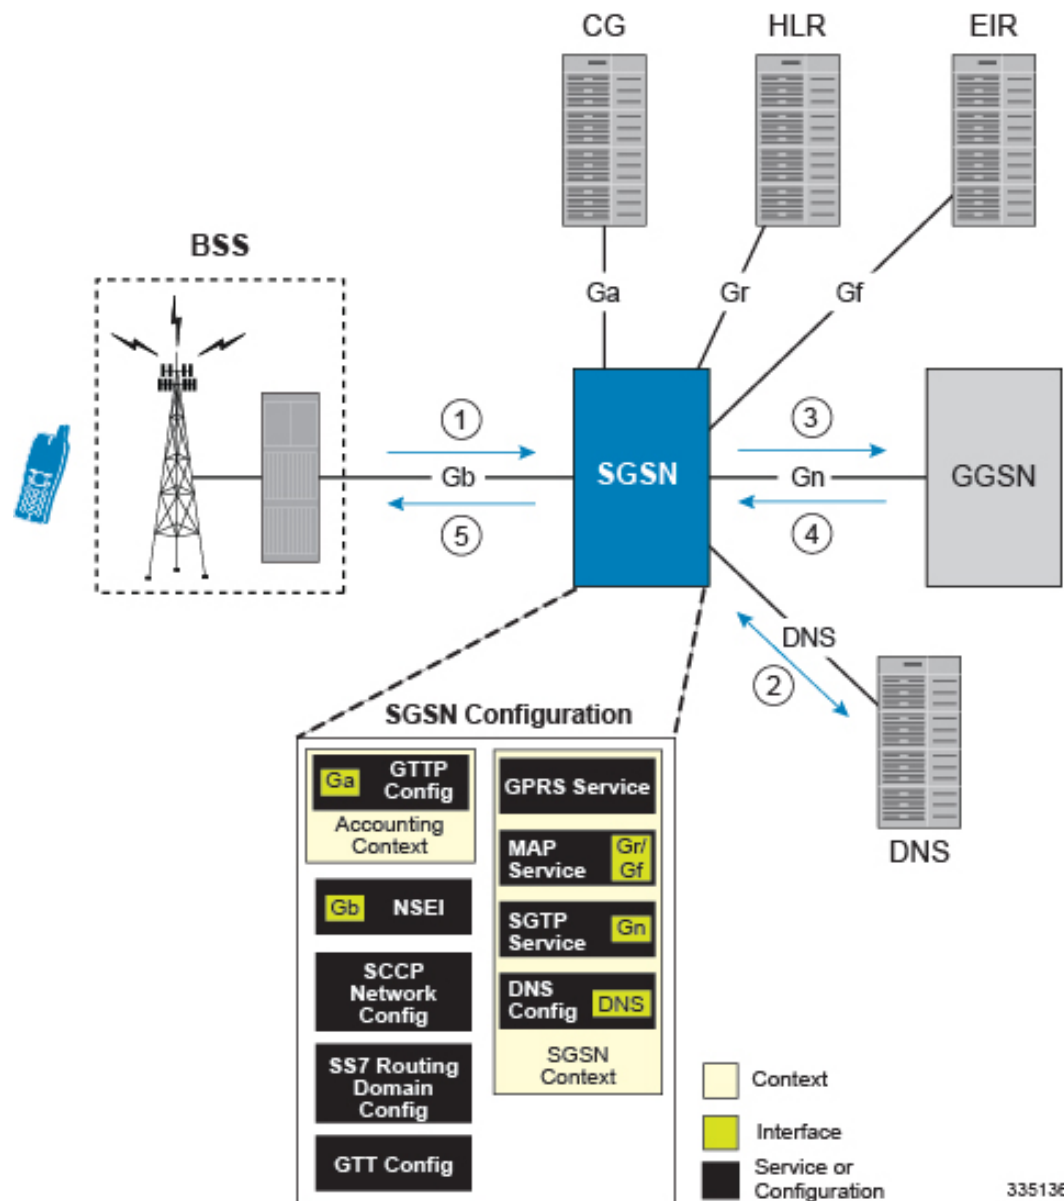 CG
HLR
EIR
BSS
Ga
Gr
Gf
1
3
Gb
SGSN
Gn
GGSN
5
4
DNS
2
SGSN Configuration
DNS
Ga
GTTP
Config
Accounting
Context
Gb
NSEI
SCCP
Network
Config
SS7 Routing
Domain
Config
GTT Config
GPRS Service
MAP
Service
Gr/
Gf
SGTP
Service
Gn
DNS
Config
DNS
SGSN
Context
Context
Interface
Service or
Configuration
335138